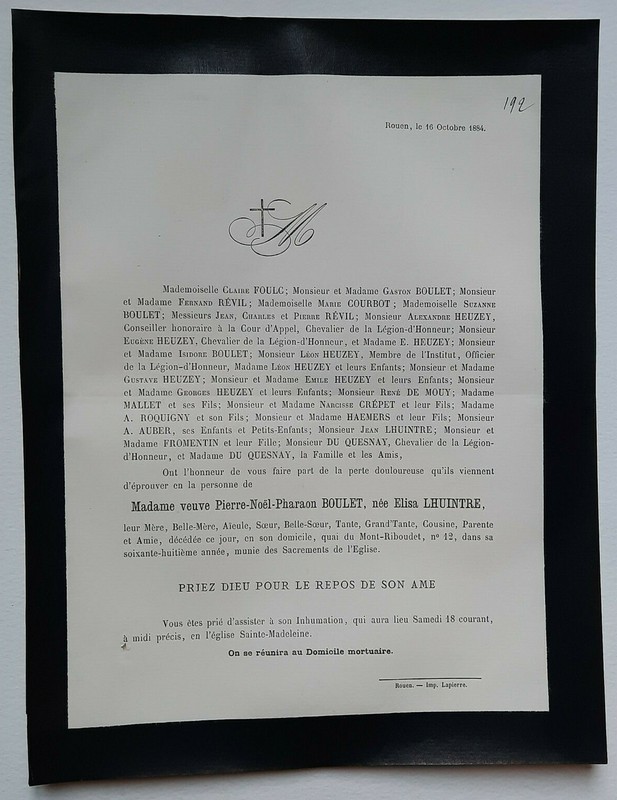 192
Rouen, le 16 Octobre 1884.
M
Mademoiselle Claire FOULC; Monsieur et Madame Gaston BOULET; Monsieur
et Madame Fernand RÉVIL; Mademoiselle Marie COURBOT; Mademoiselle Suzanne
BOULET; Messieurs Jean, Charles et Pierre RÉVIL; Monsieur Alexandre HEUZEY,
Conseiller honoraire à la Cour d'Appel, Chevalier de la Légion-d'Honneur; Monsieur
Eugène HEUZEY, Chevalier de la Légion-d'Honneur, et Madame E. HEUZEY; Monsieur
et Madame Isidore BOULET; Monsieur Léon HEUZEY, Membre de l'Institut, Officier
de la Légion-d'Honneur, Madame Léon HEUZEY et leurs Enfants; Monsieur et Madame
Gustave HEUZEY; Monsieur et Madame Emile HEUZEY et leurs Enfants; Monsieur
et Madame Georges HEUZEY et leurs Enfants; Monsieur René DE MOUY; Madame
MALLET et ses Fils; Monsieur et Madame Narcisse CRÉPET et leur Fils; Madame
A. ROQUIGNY et son Fils; Monsieur et Madame HAEMERS et leur Fils; Monsieur
A. AUBER, ses Enfants et Petits-Enfants; Monsieur Jean LHUINTRE; Monsieur et
Madame FROMENTIN et leur Fille; Monsieur DU QUESNAY, Chevalier de la Légion-
d'Honneur, et Madame DU QUESNAY, la Famille et les Amis,
Ont l'honneur de vous faire part de la perte douloureuse qu'ils viennent
d'éprouver en la personne de
Madame veuve Pierre-Noël-Pharaon BOULET, née Elisa LHUINTRE,
leur Mère, Belle-Mère, Aïeule, Sœur, Belle-Sœur, Tante, Grand'Tante, Cousine, Parente
et Amie, décédée ce jour, en son domicile, quai du Mont-Riboudet, nº 12, dans sa
soixante-huitième année, munie des Sacrements de l'Eglise.
PRIEZ DIEU POUR LE REPOS DE SON AME
Vous êtes prié d'assister à son Inhumation, qui aura lieu Samedi 18 courant,
à midi précis, en l'église Sainte-Madeleine.
On se réunira au Domicile mortuaire.
Rouen. — Imp. Lapierre.